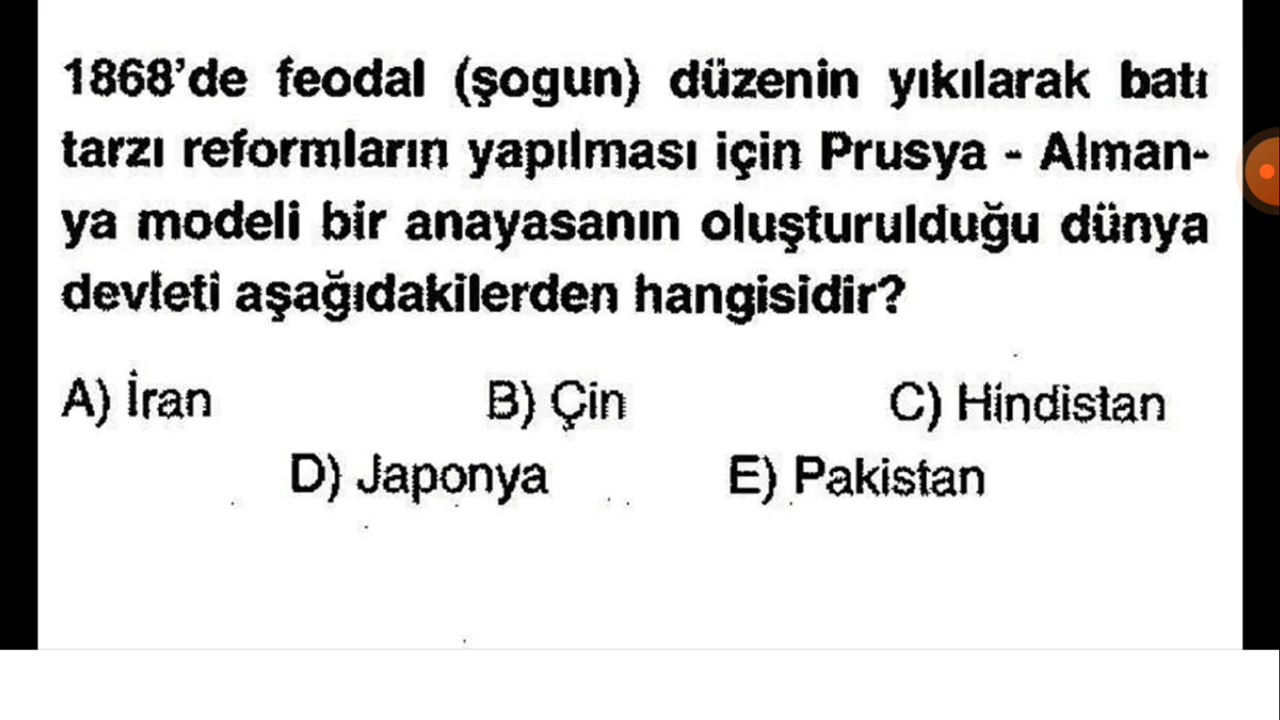 1868'de feodal (şogun) düzenin yıkılarak batı
tarzı reformların yapılması için Prusya - Alman-
ya modeli bir anayasanın oluşturulduğu dünya
devleti aşağıdakilerden hangisidir?
A) İran B) Çin C) Hindistan
D) Japonya E) Pakistan